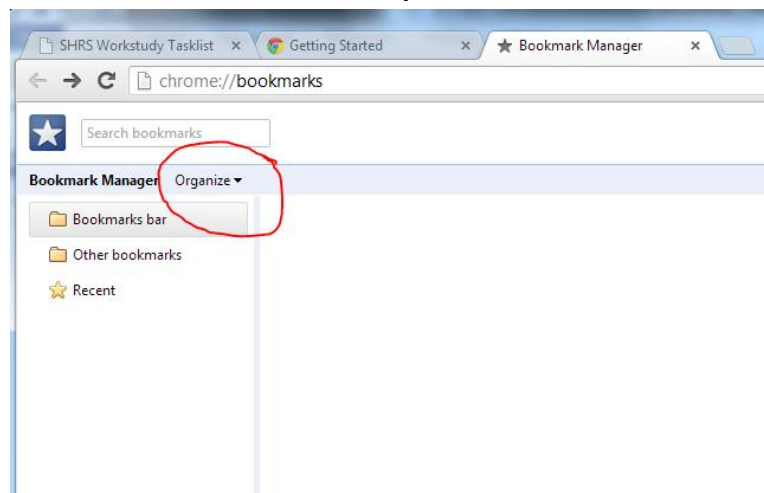 SHRS Workstudy Tasklist Getting Started Bookmark Manager
chrome://bookmarks
Search bookmarks
Bookmark Manager Organize
Bookmarks bar
Other bookmarks
Recent